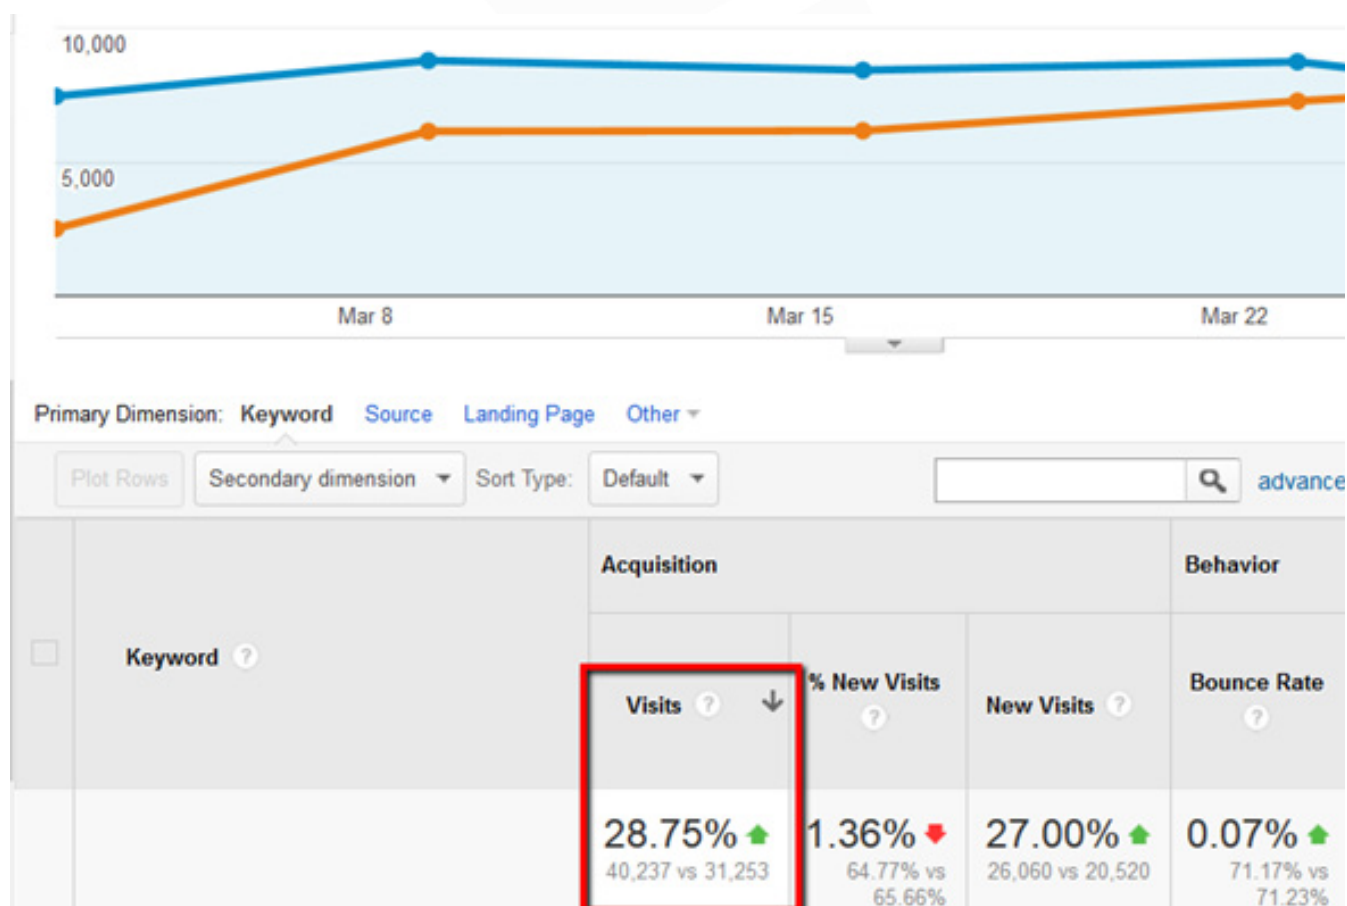 10,000
5,000
Mar 8 Mar 15 Mar 22
Primary Dimension: Keyword Source Landing Page Other
Plot Rows Secondary dimension Sort Type: Default advance
Acquisition Behavior
Keyword ? Visits ? % New Visits ? New Visits ? Bounce Rate ?
28.75% 1.36% 27.00% 0.07%
40,237 vs 31,253 64.77% vs 65.66% 26,060 vs 20,520 71.17% vs 71.23%